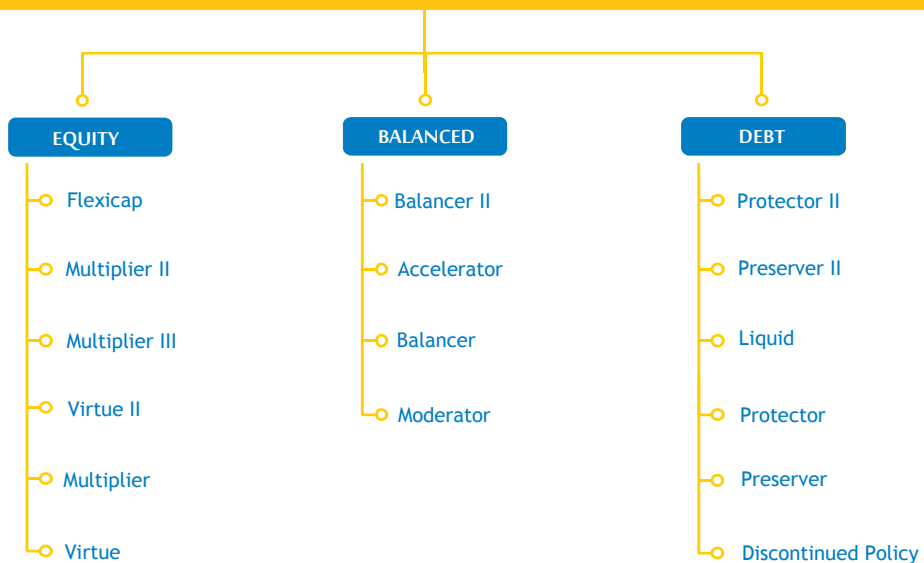 EQUITY
Flexicap
Multiplier II
Multiplier III
Virtue II
Multiplier
Virtue
BALANCED
Balancer II
Accelerator
Balancer
Moderator
DEBT
Protector II
Preserver II
Liquid
Protector
Preserver
Discontinued Policy